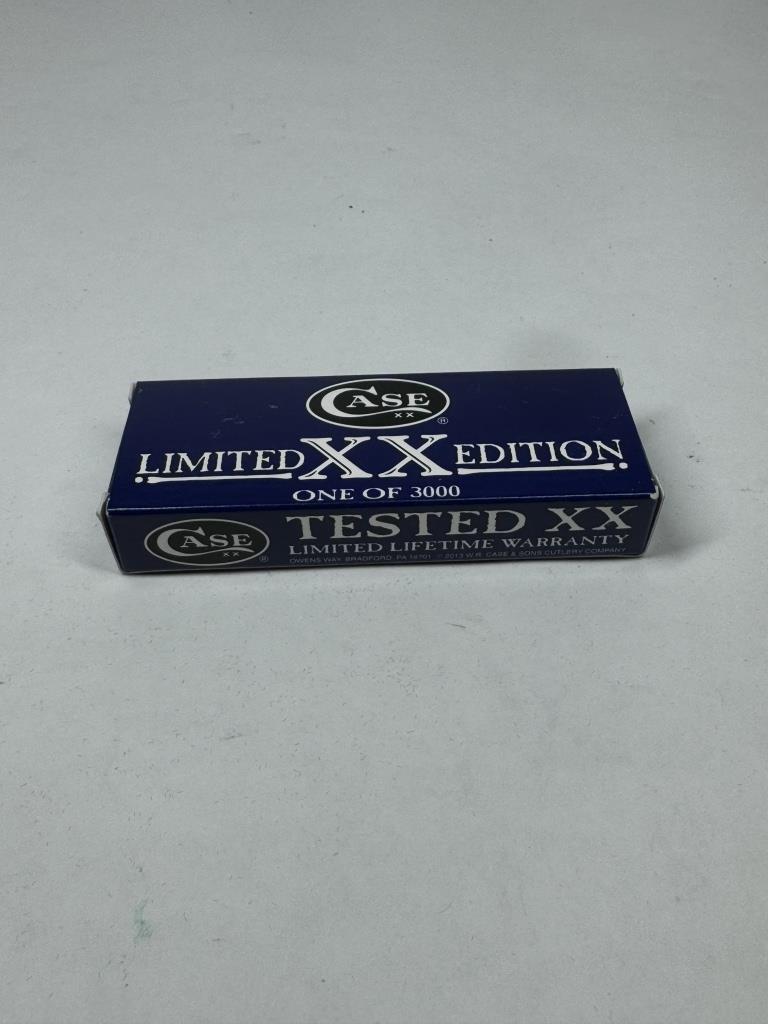 CASE
XX
®
LIMITED XX EDITION
ONE OF 3000
CASE
XX
®
TESTED XX
LIMITED LIFETIME WARRANTY
OWENS WAY BRADFORD, PA 16701 © 2013 W.R. CASE & SONS CUTLERY COMPANY